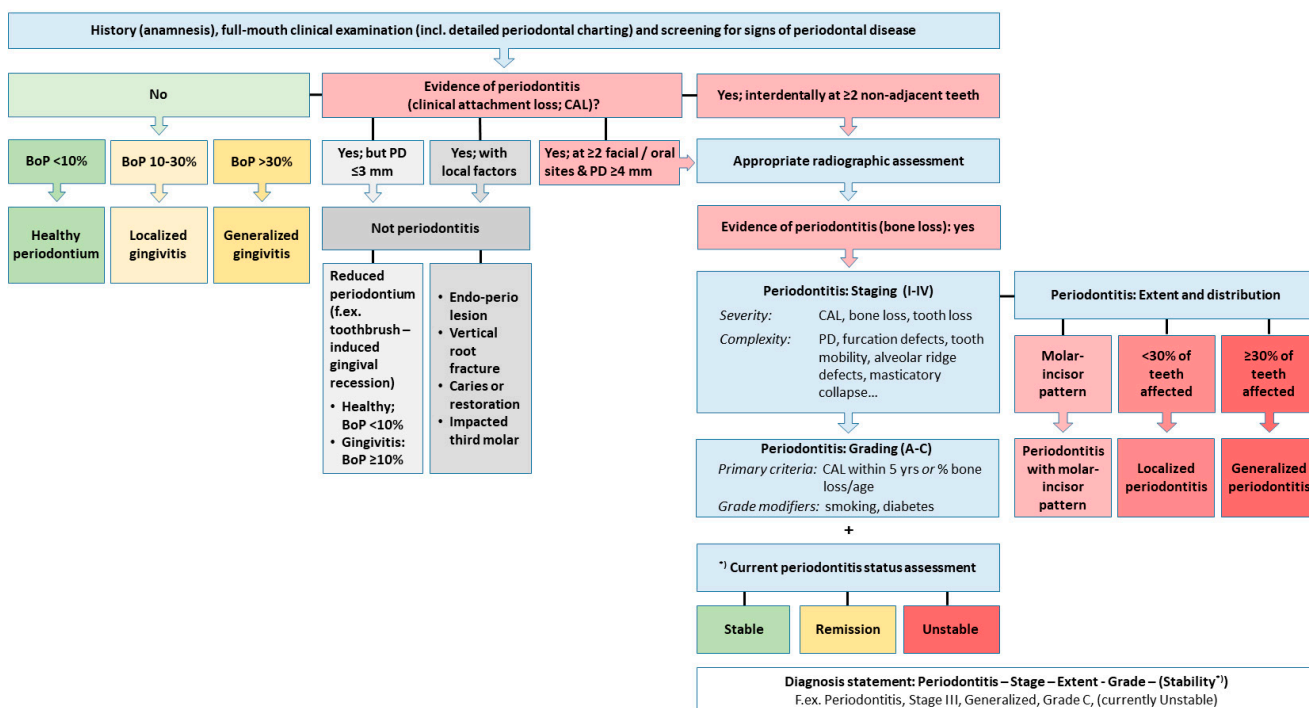 History (anamnesis), full-mouth clinical examination (incl. detailed periodontal charting) and screening for signs of periodontal disease
No
Evidence of periodontitis
(clinical attachment loss; CAL)?
Yes; interdentally at ≥2 non-adjacent teeth
BoP <10%
BoP 10-30%
BoP >30%
Yes; but PD
≤3 mm
Yes; with
local factors
Yes; at ≥2 facial / oral
sites & PD ≥4 mm
Appropriate radiographic assessment
Healthy
periodontium
Localized
gingivitis
Generalized
gingivitis
Not periodontitis
Evidence of periodontitis (bone loss): yes
Reduced
periodontium
(f.ex.
toothbrush –
induced
gingival
recession)
• Healthy;
BoP <10%
• Gingivitis:
BoP ≥10%
• Endo-perio
lesion
• Vertical
root
fracture
• Caries or
restoration
• Impacted
third molar
Periodontitis: Staging (I-IV)
Severity: CAL, bone loss, tooth loss
Complexity: PD, furcation defects, tooth
mobility, alveolar ridge
defects, masticatory
collapse...
Periodontitis: Extent and distribution
Molar-
incisor
pattern
<30% of
teeth
affected
≥30% of
teeth
affected
Periodontitis
with molar-
incisor
pattern
Localized
periodontitis
Generalized
periodontitis
Periodontitis: Grading (A-C)
Primary criteria: CAL within 5 yrs or % bone
loss/age
Grade modifiers: smoking, diabetes
+
*) Current periodontitis status assessment
Stable
Remission
Unstable
Diagnosis statement: Periodontitis – Stage – Extent - Grade – (Stability*))
F.ex. Periodontitis, Stage III, Generalized, Grade C, (currently Unstable)